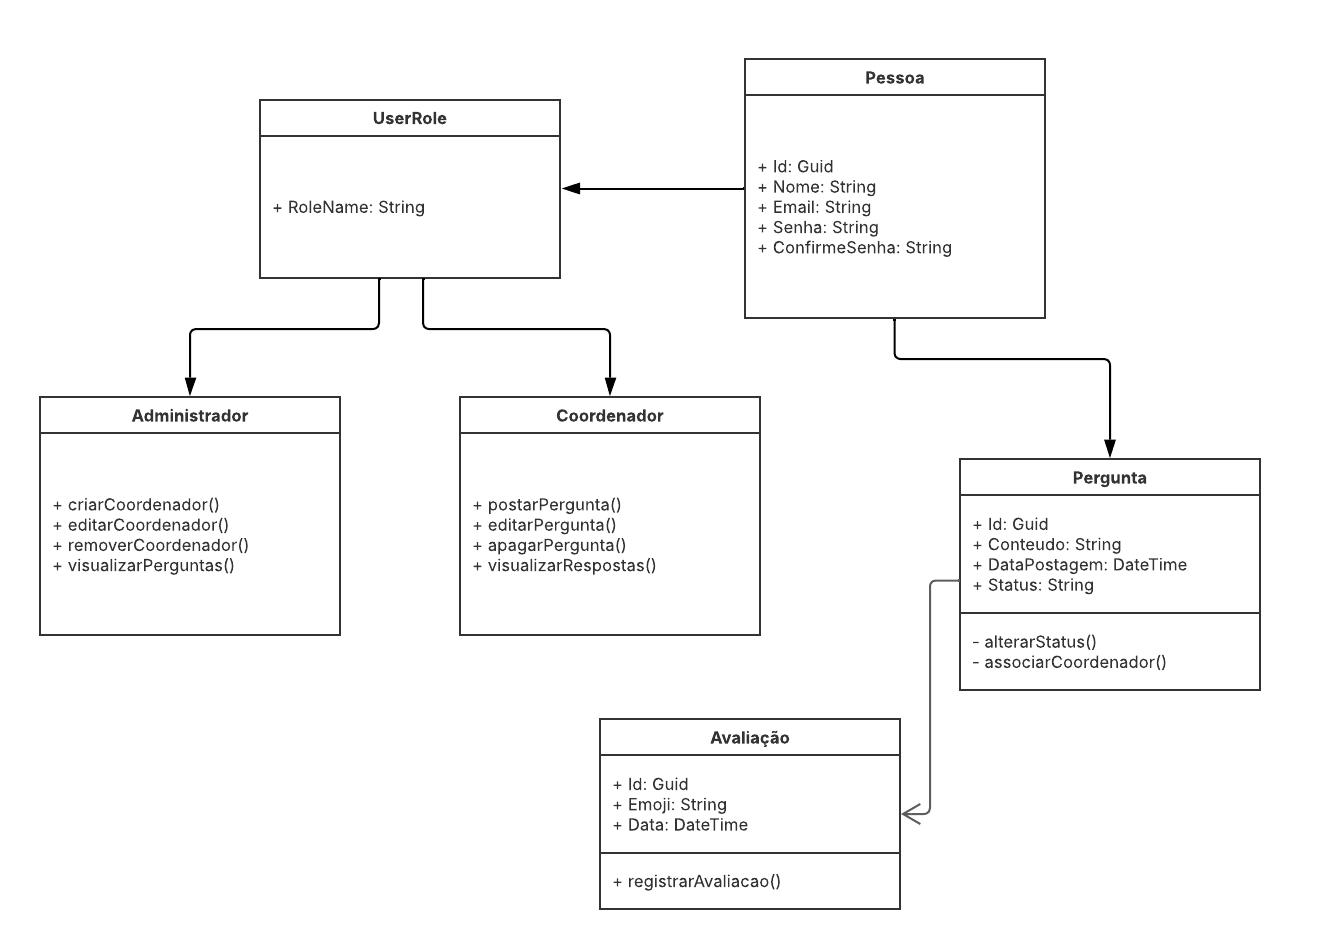 Pessoa
+ Id: Guid
+ Nome: String
+ Email: String
+ Senha: String
+ ConfirmeSenha: String
UserRole
+ RoleName: String
Administrador
+ criarCoordenador()
+ editarCoordenador()
+ removerCoordenador()
+ visualizarPerguntas()
Coordenador
+ postarPergunta()
+ editarPergunta()
+ apagarPergunta()
+ visualizarRespostas()
Pergunta
+ Id: Guid
+ Conteudo: String
+ DataPostagem: DateTime
+ Status: String
- alterarStatus()
- associarCoordenador()
Avaliação
+ Id: Guid
+ Emoji: String
+ Data: DateTime
+ registrarAvaliacao()